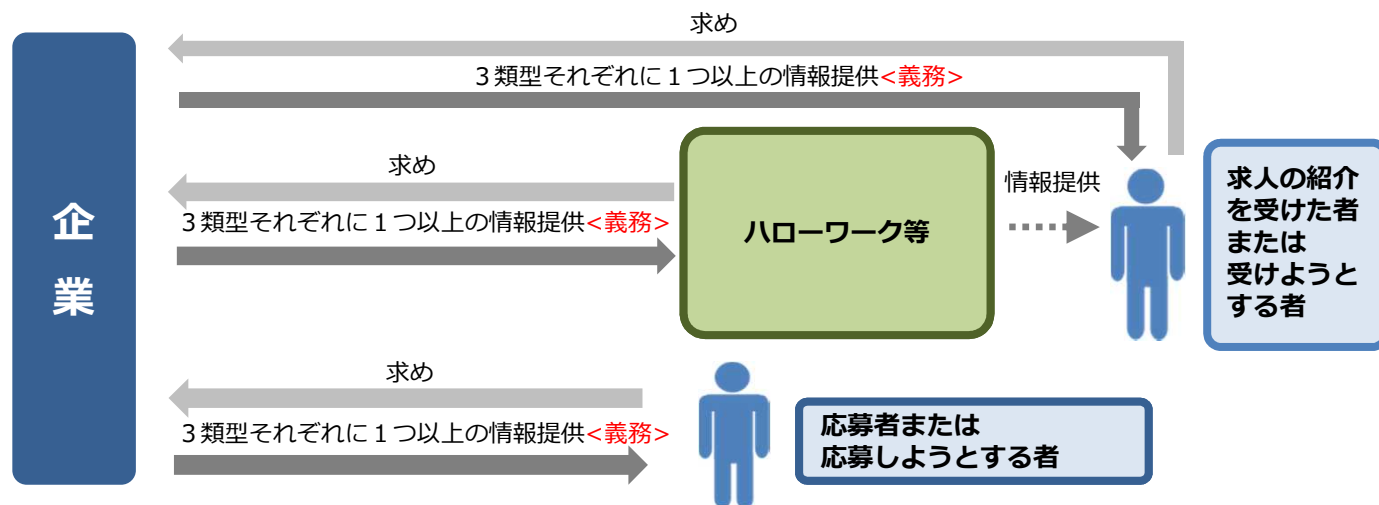 求め
3類型それぞれに1つ以上の情報提供<義務>
企
業
求め
3類型それぞれに1つ以上の情報提供<義務>
ハローワーク等
情報提供
求人の紹介
を受けた者
または
受けようと
する者
求め
3類型それぞれに1つ以上の情報提供<義務>
応募者または
応募しようとする者